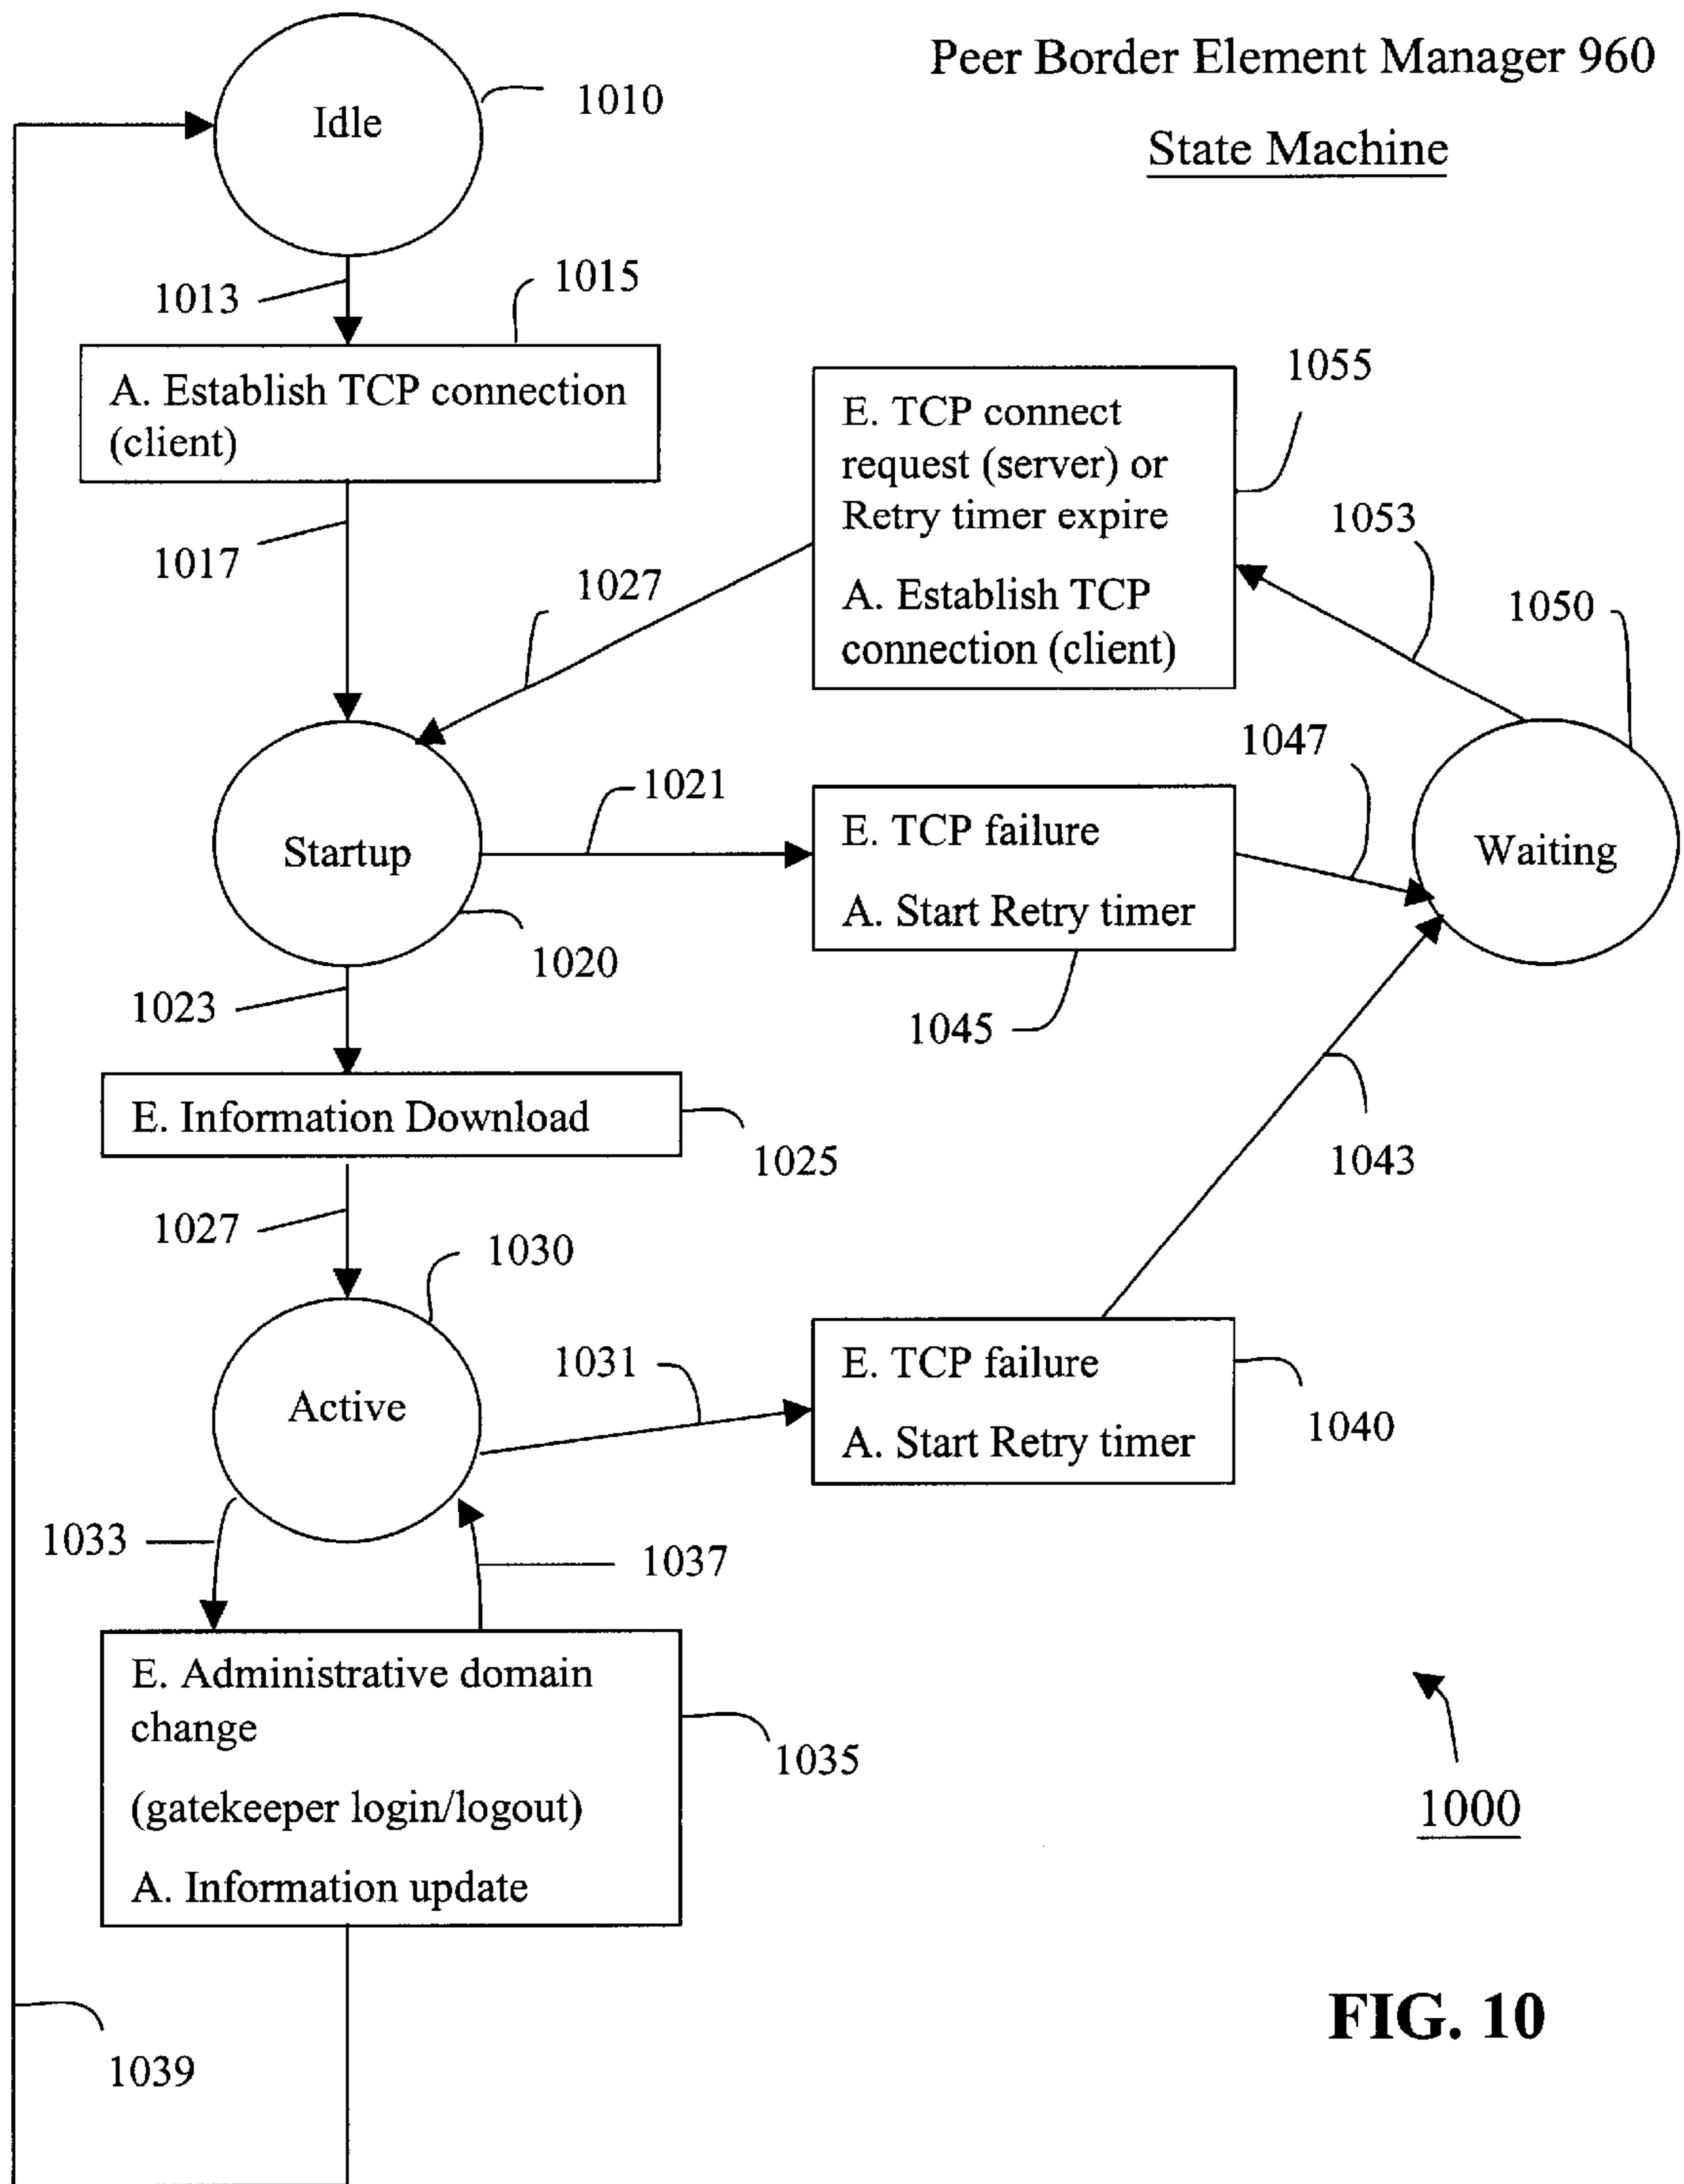 Peer Border Element Manager 960
State Machine
Idle
1010
1013
1015
A. Establish TCP connection
(client)
1017
E. TCP connect
request (server) or
Retry timer expire
A. Establish TCP
connection (client)
1055
1053
1050
1027
1047
Startup
1021
1020
E. TCP failure
A. Start Retry timer
1045
Waiting
1023
E. Information Download
1025
1043
1027
1030
Active
1031
E. TCP failure
A. Start Retry timer
1040
1033
1037
E. Administrative domain
change
(gatekeeper login/logout)
A. Information update
1035
1000
1039
FIG. 10